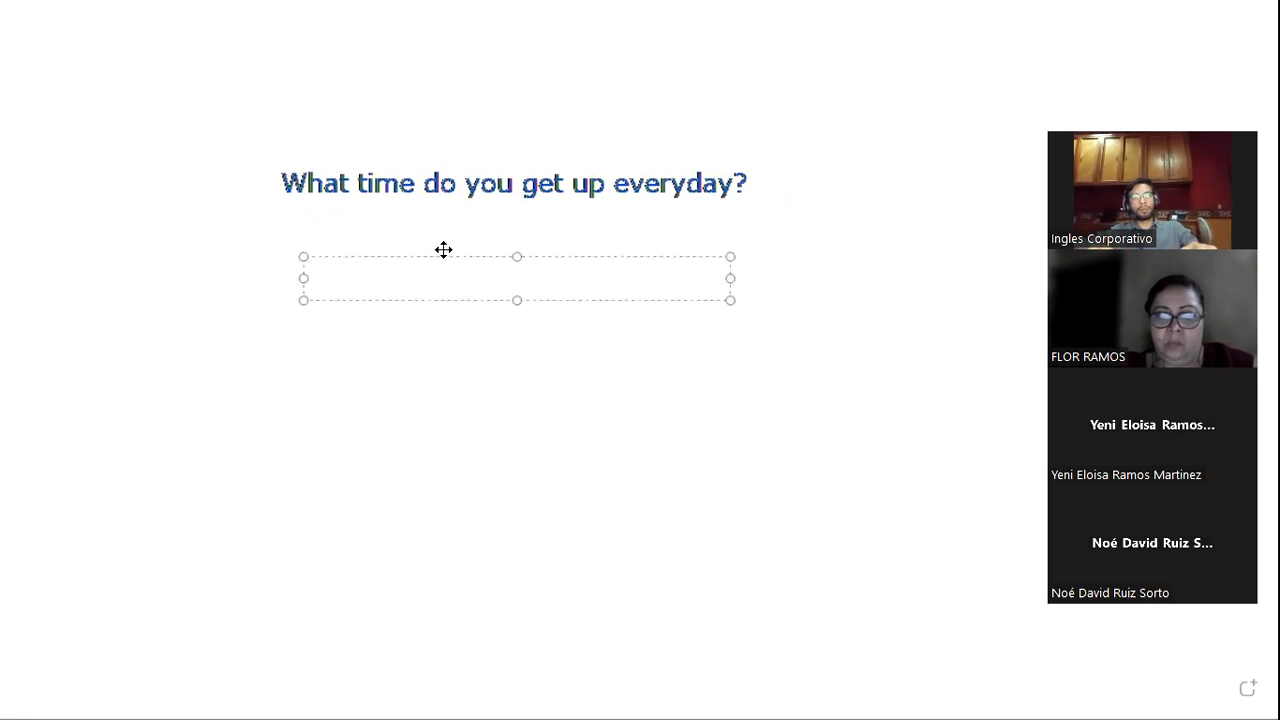 What time do you get up everyday?
Ingles Corporativo
FLOR RAMOS
Yeni Eloisa Ramos...
Yeni Eloisa Ramos Martinez
Noé David Ruiz S...
Noé David Ruiz Sorto